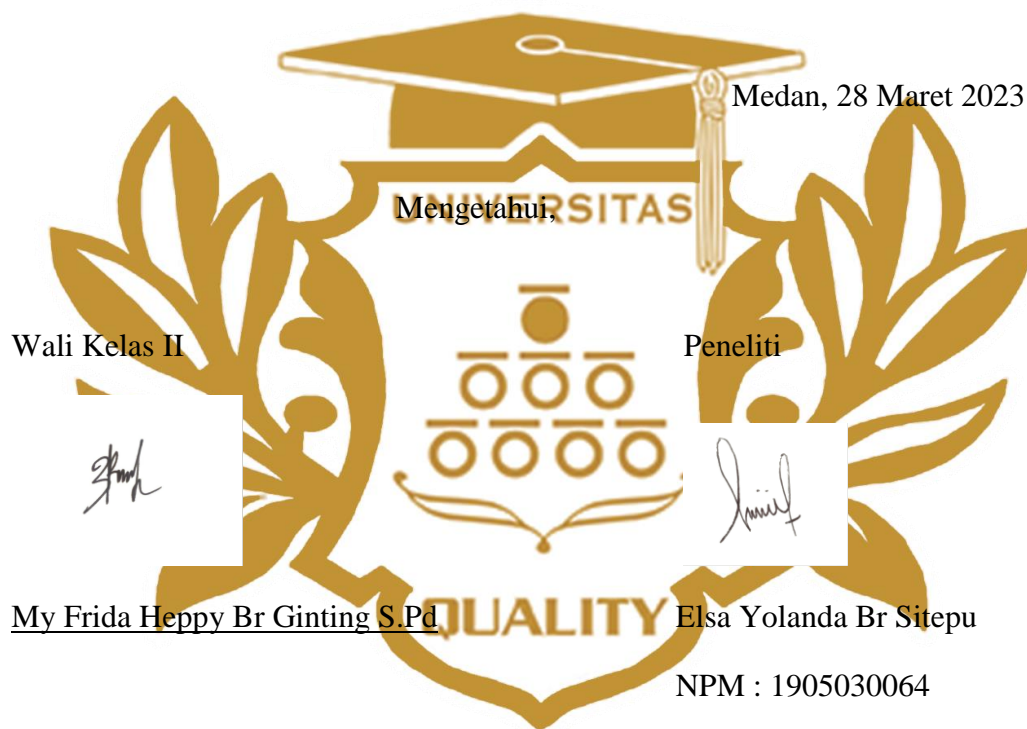 Medan, 28 Maret 2023
UNIVERSITAS
Mengetahui,
Wali Kelas II
Peneliti
My Frida Heppy Br Ginting S.Pd
QUALITY
Elsa Yolanda Br Sitepu
NPM : 1905030064